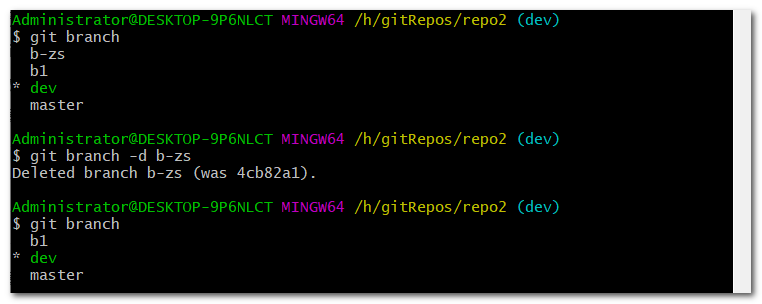 Administrator@DESKTOP-9P6NLCT MINGW64 /h/gitRepos/repo2 (dev)
$ git branch
  b-zs
  b1
* dev
  master

Administrator@DESKTOP-9P6NLCT MINGW64 /h/gitRepos/repo2 (dev)
$ git branch -d b-zs
Deleted branch b-zs (was 4cb82a1).

Administrator@DESKTOP-9P6NLCT MINGW64 /h/gitRepos/repo2 (dev)
$ git branch
  b1
* dev
  master